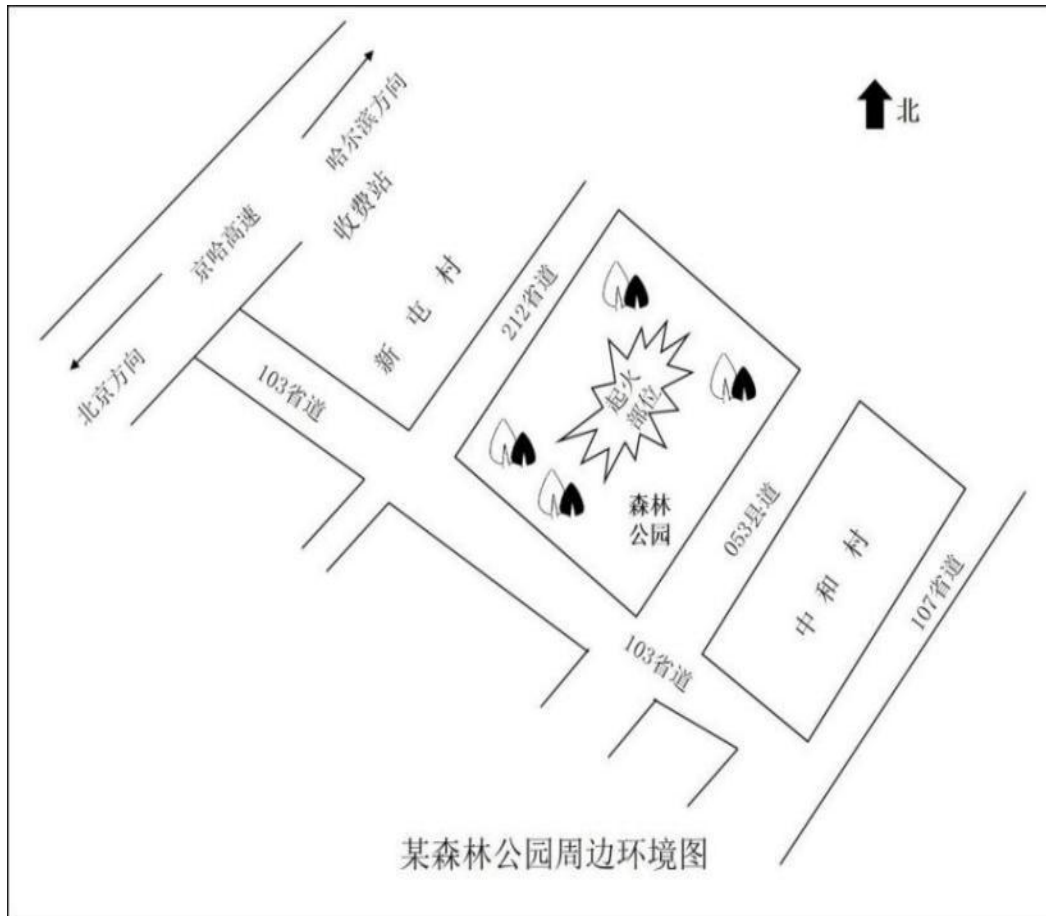 北
哈尔滨方向
收费站
京哈高速
北京方向
新屯村
103省道
212省道
起火
部位
森林
公园
053县道
中和村
107省道
103省道
某森林公园周边环境图